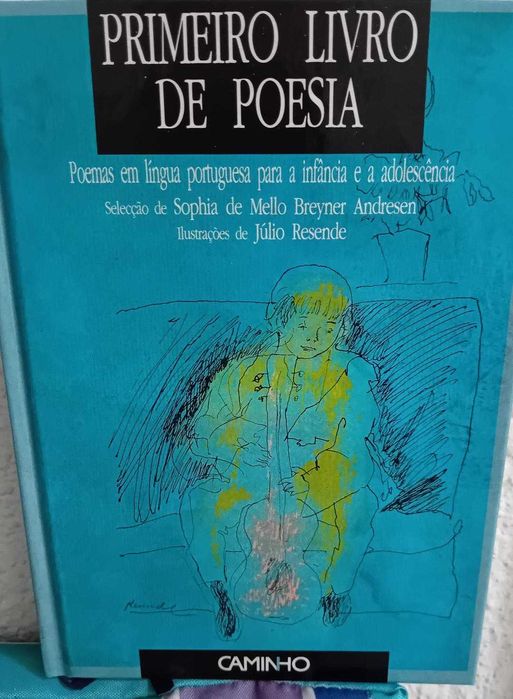 PRIMEIRO LIVRO
DE POESIA
Poemas em língua portuguesa para a infância e a adolescência
Selecção de Sophia de Mello Breyner Andresen
Ilustrações de Júlio Resende
Resende
CAMINHO